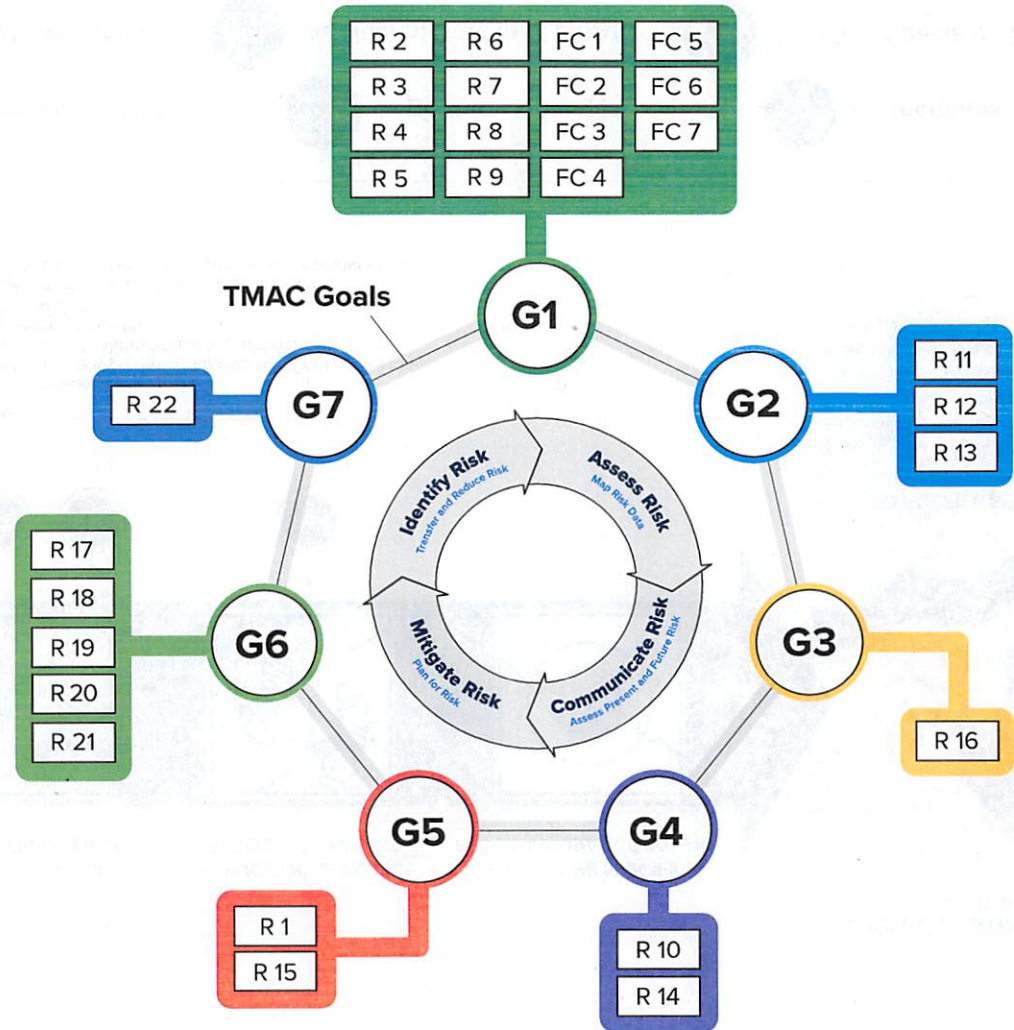 R 2 R 6 FC 1 FC 5
R 3 R 7 FC 2 FC 6
R 4 R 8 FC 3 FC 7
R 5 R 9 FC 4
TMAC Goals
G1
G2
R 11
R 12
R 13
G3
R 16
G4
R 10
R 14
G5
R 1
R 15
G6
R 17
R 18
R 19
R 20
R 21
G7
R 22
Identify Risk
Transfer and Reduce Risk
Assess Risk
Map Risk Data
Communicate Risk
Assess Present and Future Risk
Mitigate Risk
Plan for Risk